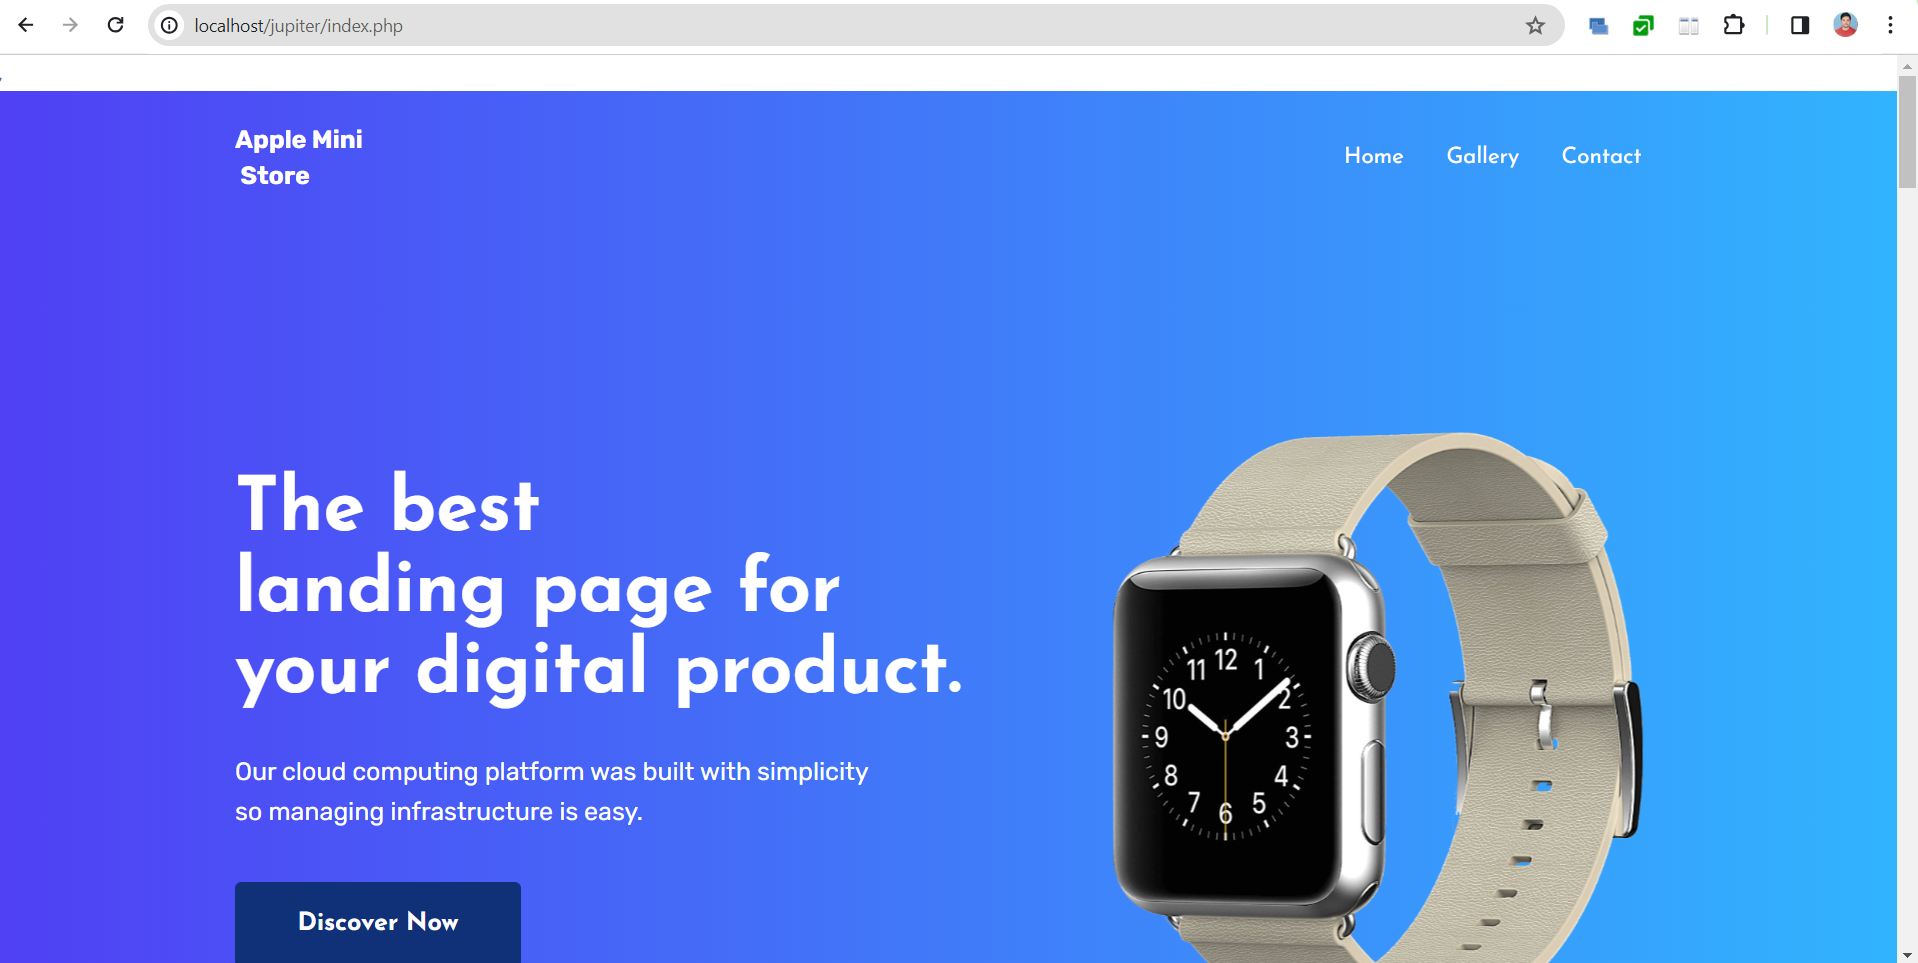 localhost/jupiter/index.php
Apple Mini
Store
Home Gallery Contact
The best
landing page for
your digital product.
Our cloud computing platform was built with simplicity
so managing infrastructure is easy.
Discover Now
12
11 1
10 2
9 3
8 4
7 5
6